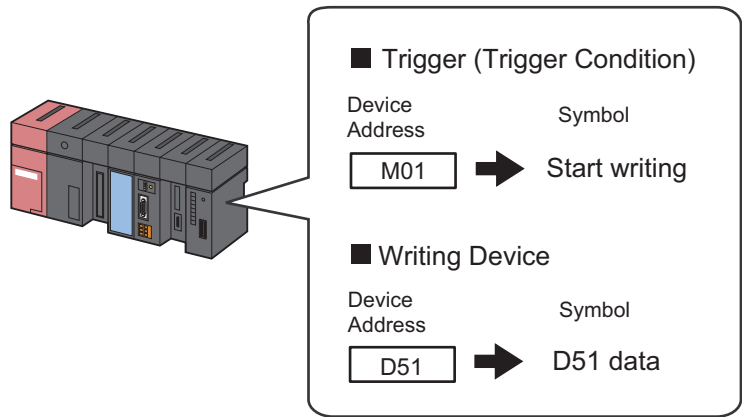 ■ Trigger (Trigger Condition)
Device
Address
Symbol
M01
Start writing
■ Writing Device
Device
Address
Symbol
D51
D51 data